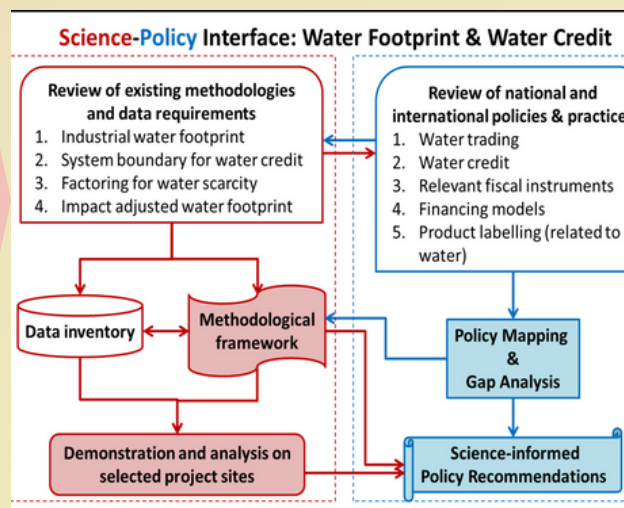 Science-Policy Interface: Water Footprint & Water Credit
Review of existing methodologies
and data requirements
1. Industrial water footprint
2. System boundary for water credit
3. Factoring for water scarcity
4. Impact adjusted water footprint
Review of national and
international policies & practice
1. Water trading
2. Water credit
3. Relevant fiscal instruments
4. Financing models
5. Product labelling (related to
water)
Data inventory
Methodological
framework
Policy Mapping
&
Gap Analysis
Demonstration and analysis on
selected project sites
Science-informed
Policy Recommendations